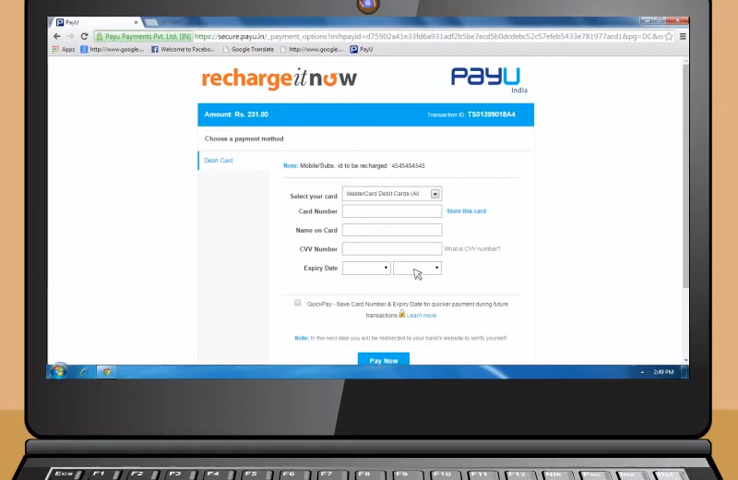 PayU
Payu Payments Pvt. Ltd. [IN] https://secure.payu.in/_payment_options?mihpayid=
Apps http://www.google... Welcome to Facebo... Google Translate http://www.google... PayU
rechargeitnow PayU
India
Amount: Rs. 231.00 Transaction ID: TS01399018A4
Choose a payment method
Debit Card
Note: Mobile/Subs. id to be recharged : 4545454545
Select your card MasterCard Debit Cards (All
Card Number Store this card
Name on Card
CVV Number What is CVV number?
Expiry Date
QuickPay - Save Card Number & Expiry Date for quicker payment during future
transactions Learn more
Note: In the next step you will be redirected to your bank's website to verify yourself.
Pay Now
2:49 PM
Esc F1 F2 F3 F4 F5 F6 F7 F8 F9 F10 F11 F12